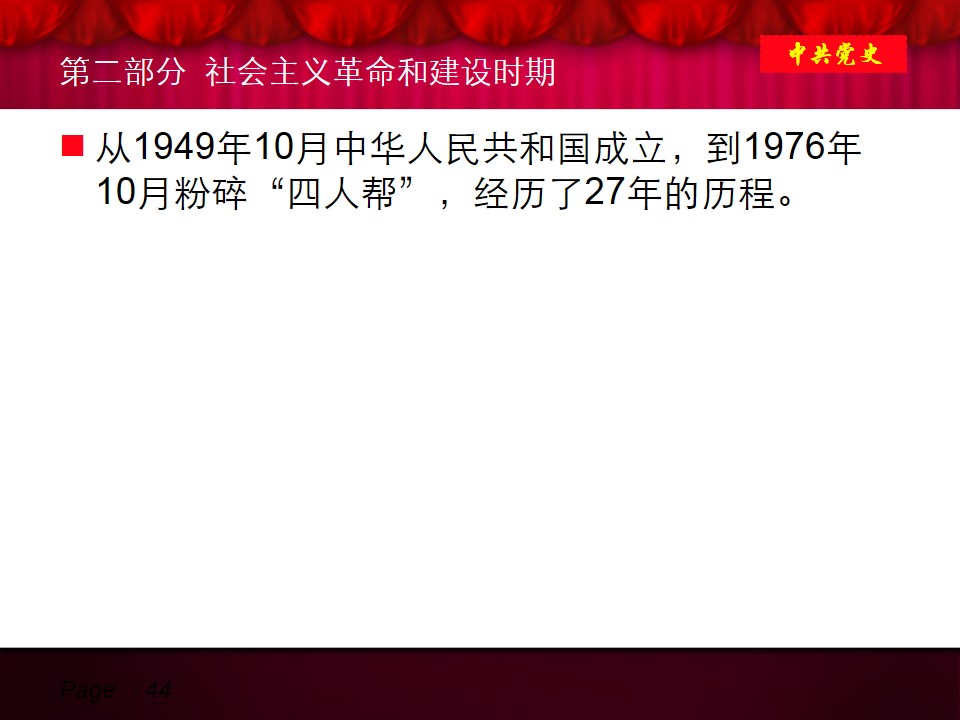 第二部分 社会主义革命和建设时期
中共党史
从1949年10月中华人民共和国成立，到1976年
10月粉碎“四人帮”，经历了27年的历程。
Page 44